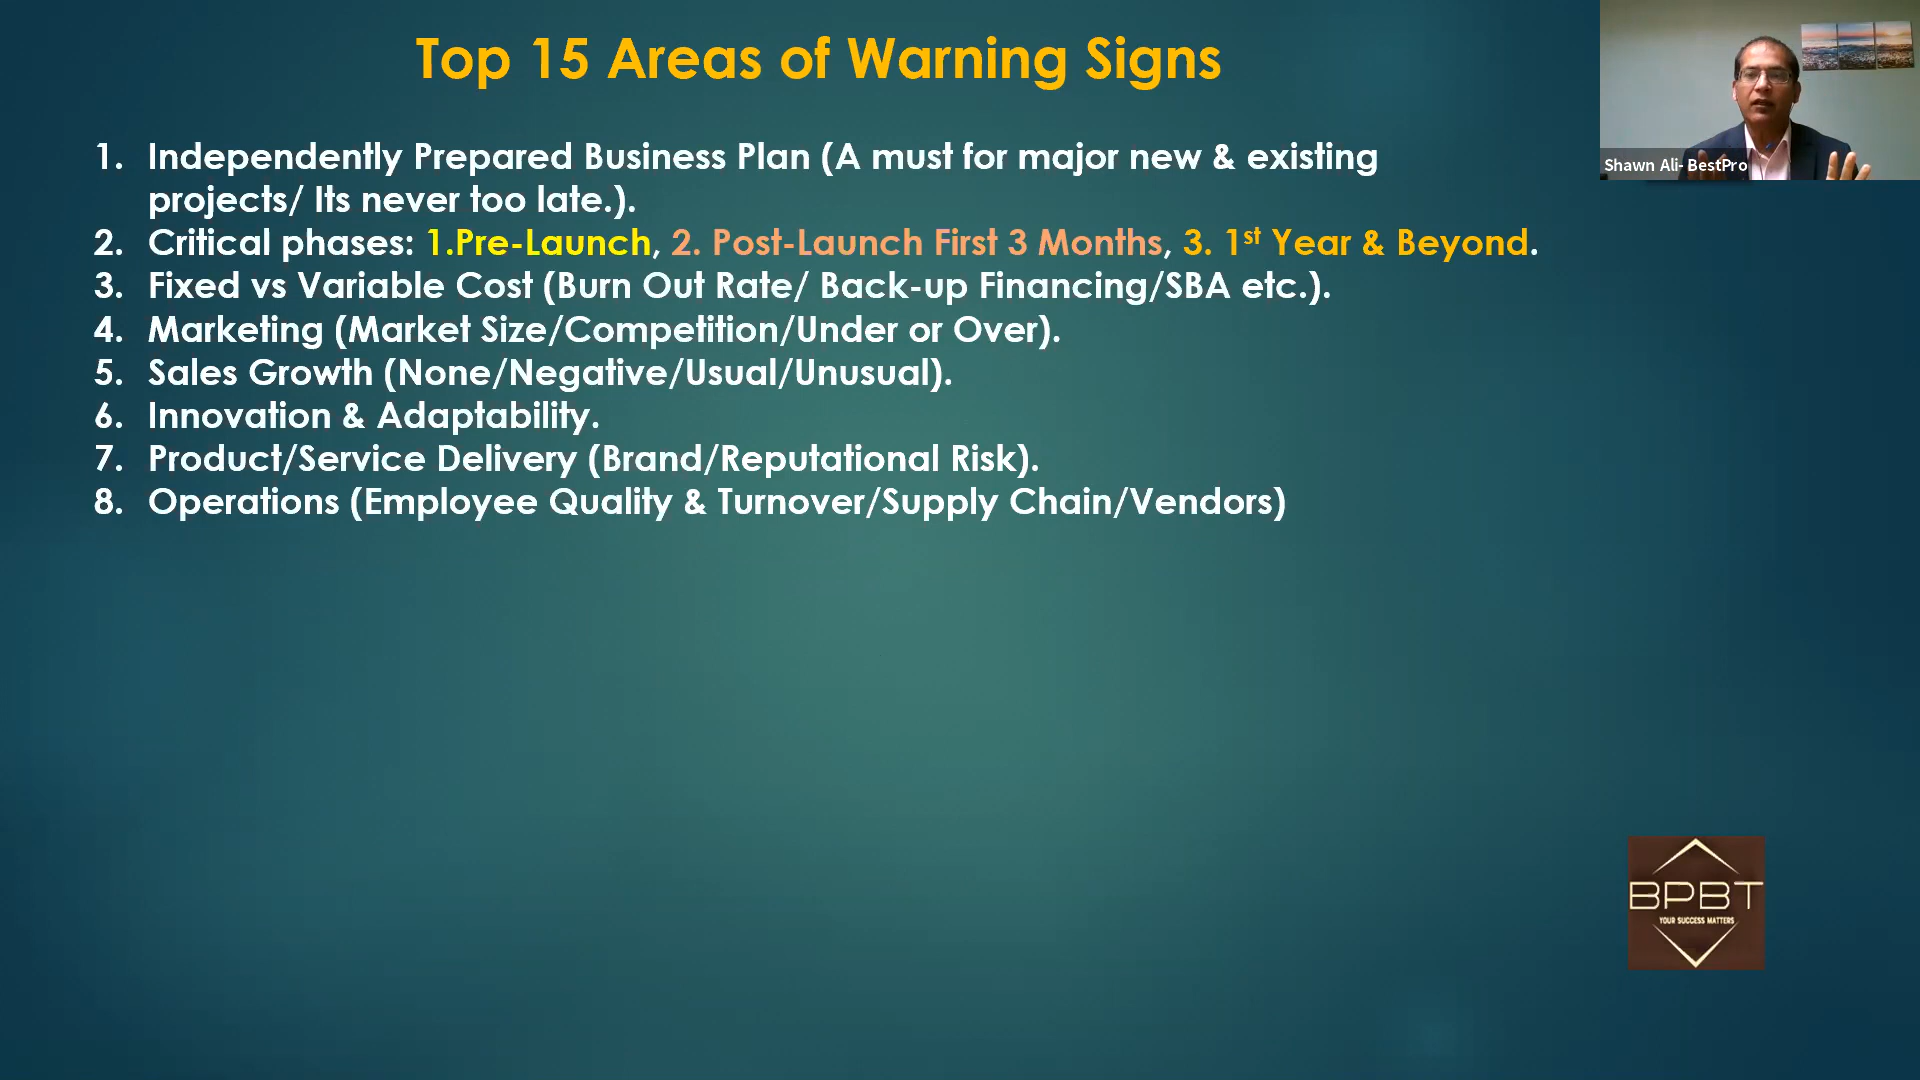 Top 15 Areas of Warning Signs
1. Independently Prepared Business Plan (A must for major new & existing
projects/ Its never too late.).
2. Critical phases: 1.Pre-Launch, 2. Post-Launch First 3 Months, 3. 1st Year & Beyond.
3. Fixed vs Variable Cost (Burn Out Rate/ Back-up Financing/SBA etc.).
4. Marketing (Market Size/Competition/Under or Over).
5. Sales Growth (None/Negative/Usual/Unusual).
6. Innovation & Adaptability.
7. Product/Service Delivery (Brand/Reputational Risk).
8. Operations (Employee Quality & Turnover/Supply Chain/Vendors)
Shawn Ali- BestPro
BPBT
YOUR SUCCESS MATTERS